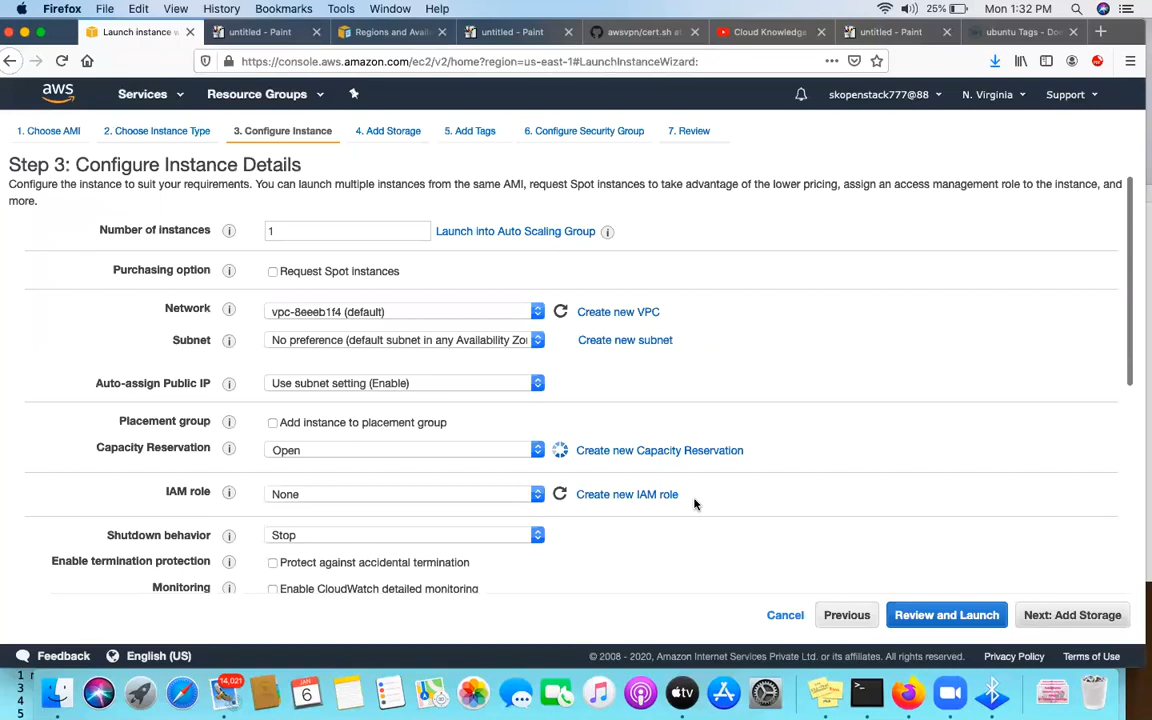 Firefox File Edit View History Bookmarks Tools Window Help 25% Mon 1:32 PM
Launch instance w untitled - Paint Regions and Avail untitled - Paint awsvpn/cert.sh at Cloud Knowledge untitled - Paint ubuntu Tags - Doc
https://console.aws.amazon.com/ec2/v2/home?region=us-east-1#LaunchInstanceWizard:
aws Services Resource Groups skopenstack777@88 N. Virginia Support
1. Choose AMI 2. Choose Instance Type 3. Configure Instance 4. Add Storage 5. Add Tags 6. Configure Security Group 7. Review
Step 3: Configure Instance Details
Configure the instance to suit your requirements. You can launch multiple instances from the same AMI, request Spot instances to take advantage of the lower pricing, assign an access management role to the instance, and
more.
Number of instances 1 Launch into Auto Scaling Group
Purchasing option Request Spot instances
Network vpc-8eeeb1f4 (default) Create new VPC
Subnet No preference (default subnet in any Availability Zon Create new subnet
Auto-assign Public IP Use subnet setting (Enable)
Placement group Add instance to placement group
Capacity Reservation Open Create new Capacity Reservation
IAM role None Create new IAM role
Shutdown behavior Stop
Enable termination protection Protect against accidental termination
Monitoring Enable CloudWatch detailed monitoring
Cancel Previous Review and Launch Next: Add Storage
Feedback English (US) © 2008 - 2020, Amazon Internet Services Private Ltd. or its affiliates. All rights reserved. Privacy Policy Terms of Use
1
3
4
5
14,021
6
tv